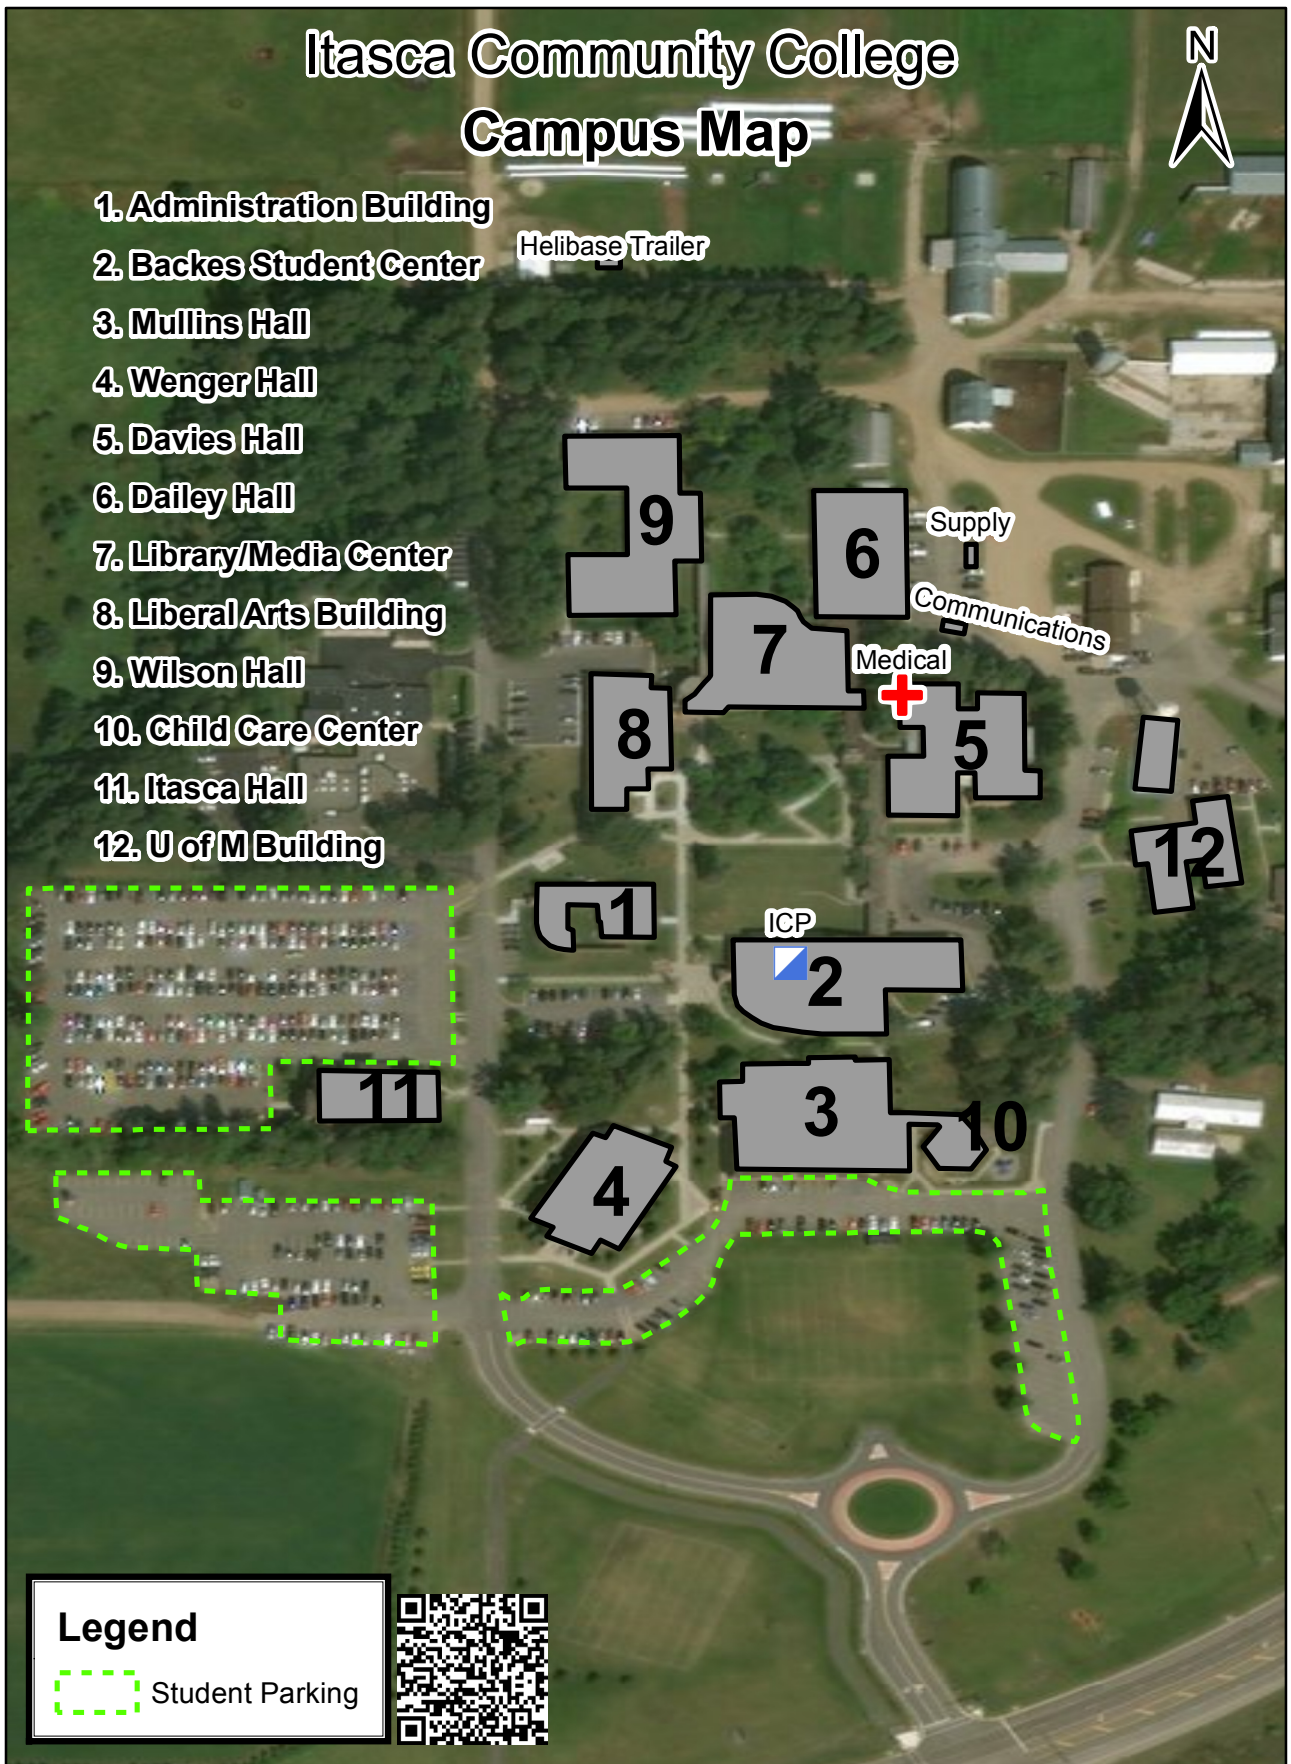 Itasca Community College
Campus Map
N
1. Administration Building
2. Backes Student Center
3. Mullins Hall
4. Wenger Hall
5. Davies Hall
6. Dailey Hall
7. Library/Media Center
8. Liberal Arts Building
9. Wilson Hall
10. Child Care Center
11. Itasca Hall
12. U of M Building
Helibase Trailer
9
6
Supply
Communications
7
Medical
8
5
12
1
ICP
2
11
3
10
4
Legend
Student Parking